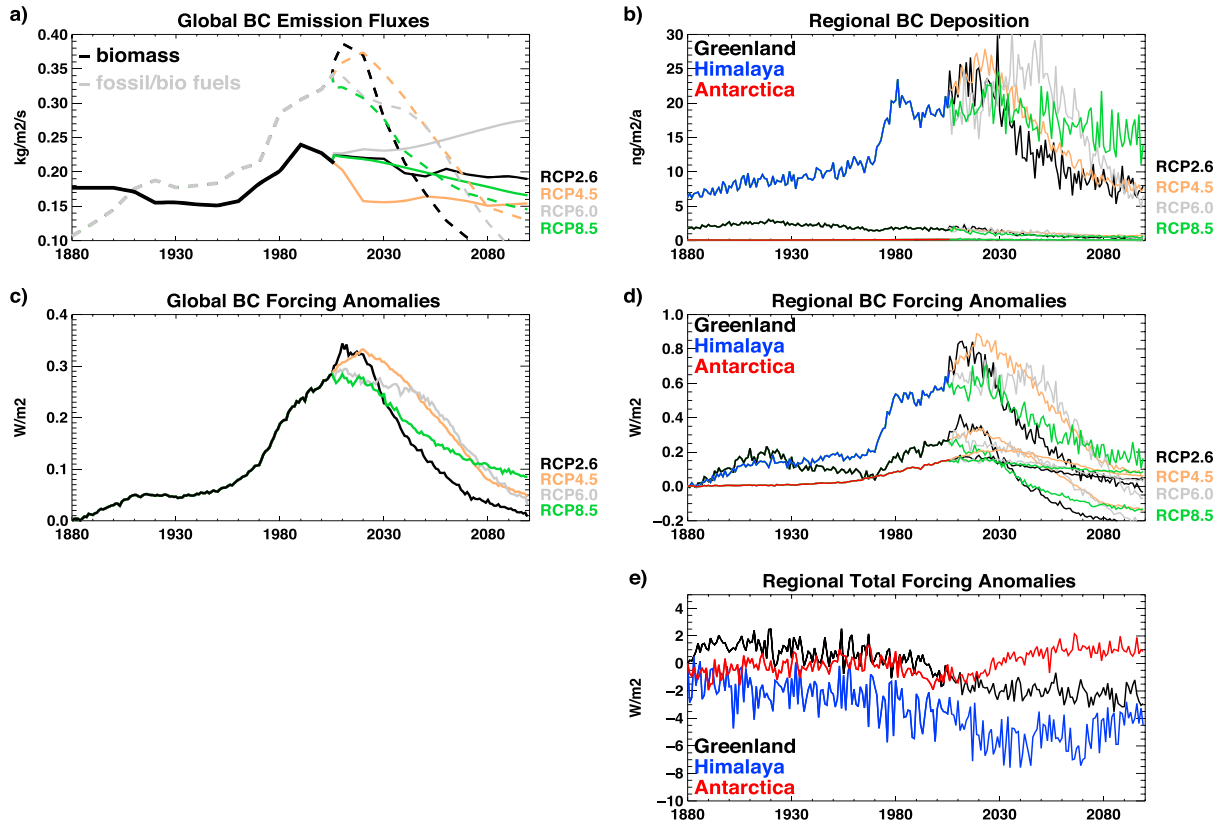 a)
Global BC Emission Fluxes
0.40
0.35
0.30
0.25
0.20
0.15
0.10
kg/m2/s
biomass
fossil/bio fuels
1880
1930
1980
2030
2080
RCP2.6
RCP4.5
RCP6.0
RCP8.5
b)
Regional BC Deposition
30
25
20
15
10
5
0
ng/m2/a
Greenland
Himalaya
Antarctica
1880
1930
1980
2030
2080
RCP2.6
RCP4.5
RCP6.0
RCP8.5
c)
Global BC Forcing Anomalies
0.4
0.3
0.2
0.1
0.0
W/m2
1880
1930
1980
2030
2080
RCP2.6
RCP4.5
RCP6.0
RCP8.5
d)
Regional BC Forcing Anomalies
1.0
0.8
0.6
0.4
0.2
0.0
−0.2
W/m2
Greenland
Himalaya
Antarctica
1880
1930
1980
2030
2080
RCP2.6
RCP4.5
RCP6.0
RCP8.5
e)
Regional Total Forcing Anomalies
4
2
0
−2
−4
−6
−8
−10
W/m2
Greenland
Himalaya
Antarctica
1880
1930
1980
2030
2080